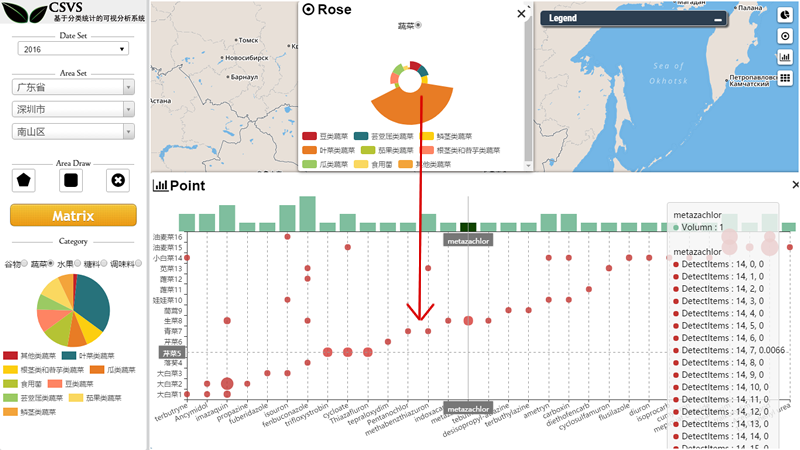 CSVS
基于分类统计的可视分析系统
Date Set
2016
Area Set
广东省
深圳市
南山区
Area Draw
Matrix
Category
谷物 蔬菜 水果 糖料 调味料
其他类蔬菜 叶菜类蔬菜
根茎类和薯芋类蔬菜 瓜类蔬菜
食用菌 豆类蔬菜
芸薹属类蔬菜 茄果类蔬菜
鳞茎类蔬菜
Томск
Новосибирск
Барнаул
Астана
Rose
蔬菜
豆类蔬菜 芸薹属类蔬菜 鳞茎类蔬菜
叶菜类蔬菜 茄果类蔬菜 根茎类和薯芋类蔬菜
瓜类蔬菜 食用菌 其他类蔬菜
Legend
Магадан
Палана
Sea of
Okhotsk
Петропавловск-
Камчатский
Point
油麦菜16
油麦菜15
小白菜14
苋菜13
菠菜12
菠菜11
娃娃菜10
茼蒿9
生菜8
青菜7
芹菜6
芹菜5
落葵4
大白菜3
大白菜2
大白菜1
metazachlor
metazachlor
terbutryne
Ancymidol
imazaquin
propazine
fuberidazole
isouron
fenbuconazole
trifloxystrobin
cycloate
Thiazafluron
tepraloxydim
Pentanochlor
methabenzthiazuron
desisopropyl-atrazine
terbuthylazine
ametryn
carboxin
diethofencarb
cyclosulfamuron
flusilazole
diuron
metazachlor
Volumn : 1
metazachlor
DetectItems : 14, 0, 0
DetectItems : 14, 1, 0
DetectItems : 14, 2, 0
DetectItems : 14, 3, 0
DetectItems : 14, 4, 0
DetectItems : 14, 5, 0
DetectItems : 14, 6, 0
DetectItems : 14, 7, 0.0066
DetectItems : 14, 8, 0
DetectItems : 14, 9, 0
DetectItems : 14, 10, 0
DetectItems : 14, 11, 0
DetectItems : 14, 12, 0
DetectItems : 14, 13, 0
DetectItems : 14, 14, 0
DetectItems : 14, 15, 0